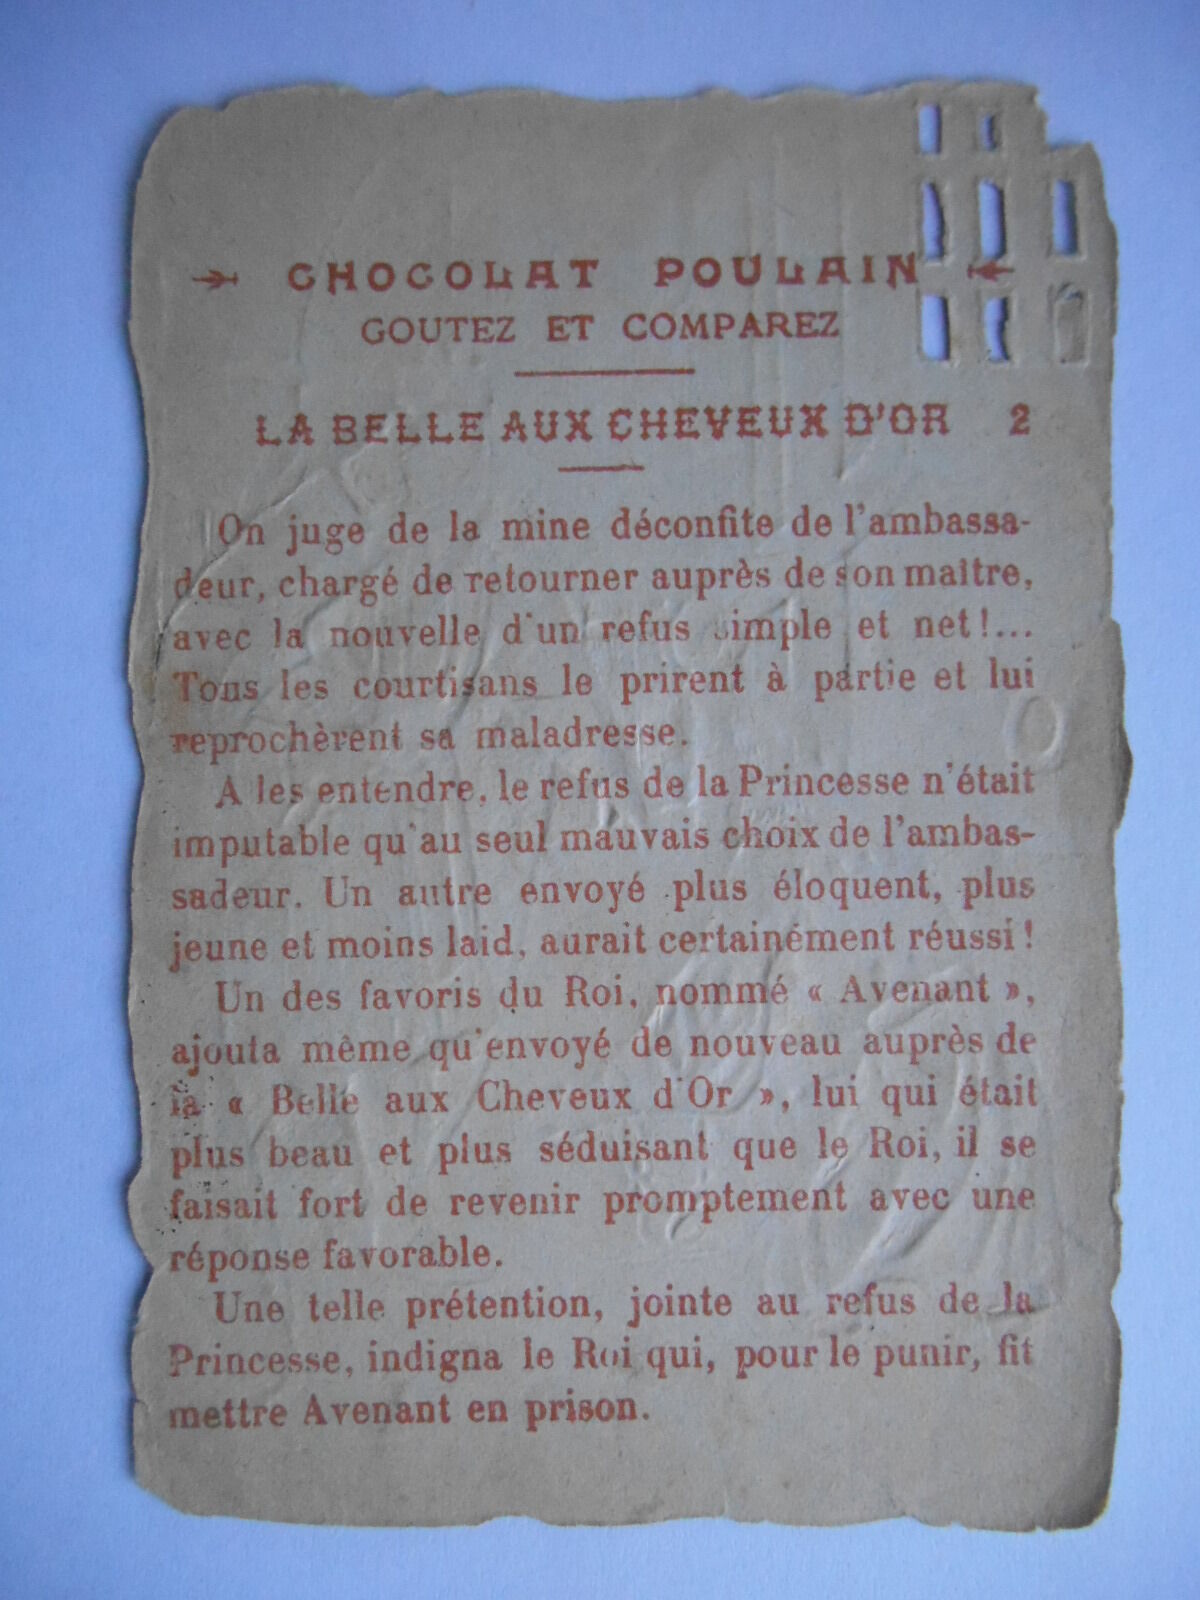 CHOCOLAT POULAIN
GOUTEZ ET COMPAREZ
LA BELLE AUX CHEVEUX D'OR 2
On juge de la mine déconfite de l'ambassa-
deur, chargé de retourner auprès de son maître,
avec la nouvelle d'un refus simple et net!...
Tous les courtisans le prirent à partie et lui
reprochèrent sa maladresse.
A les entendre, le refus de la Princesse n'était
imputable qu'au seul mauvais choix de l'ambas-
sadeur. Un autre envoyé plus éloquent, plus
jeune et moins laid, aurait certainement réussi!
Un des favoris du Roi, nommé « Avenant »,
ajouta même qu'envoyé de nouveau auprès de
la « Belle aux Cheveux d'Or », lui qui était
plus beau et plus séduisant que le Roi, il se
faisait fort de revenir promptement avec une
réponse favorable.
Une telle prétention, jointe au refus de la
Princesse, indigna le Roi qui, pour le punir, fit
mettre Avenant en prison.